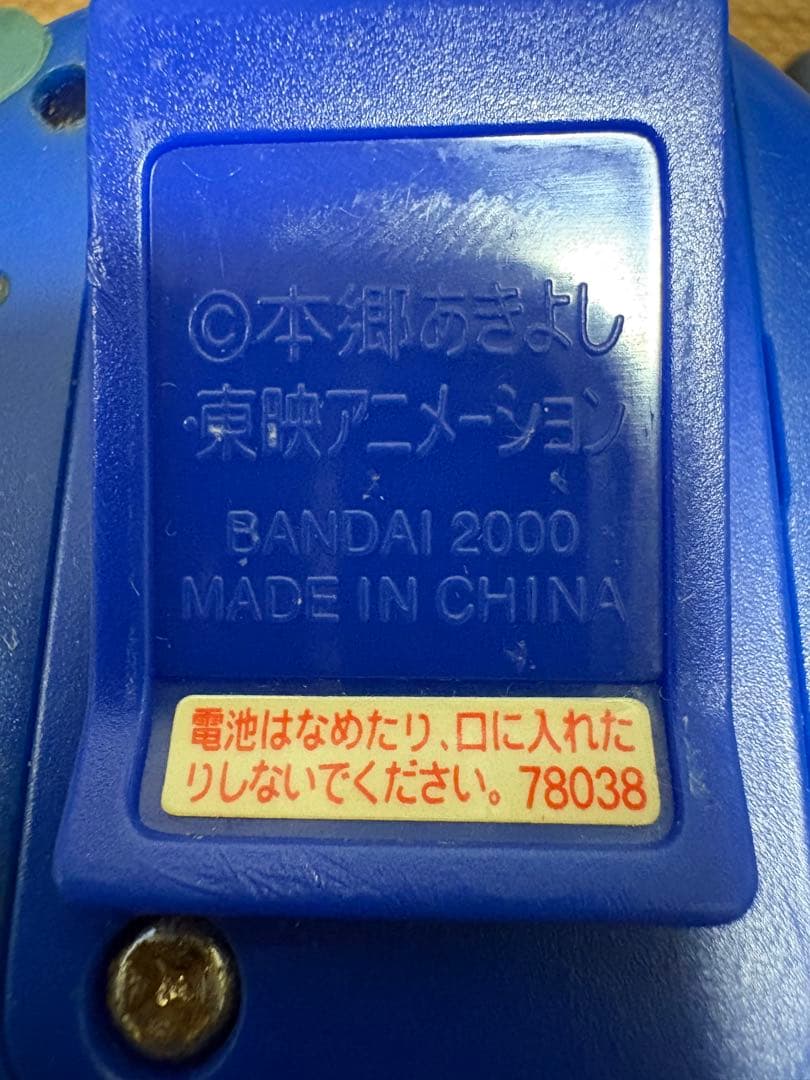 ©本郷あきよし
・東映アニメーション
BANDAI 2000
MADE IN CHINA
電池はなめたり、口に入れた
りしないでください。78038